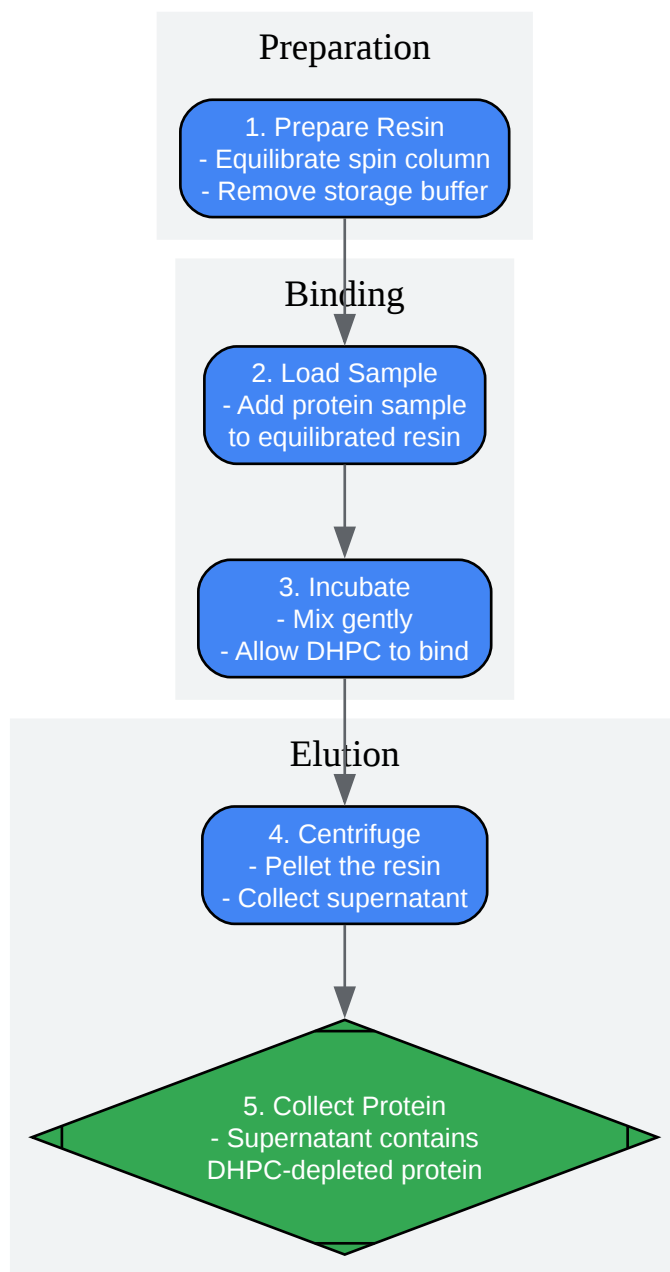 Preparation
1. Prepare Resin
- Equilibrate spin column
- Remove storage buffer
Binding
2. Load Sample
- Add protein sample
to equilibrated resin
3. Incubate
- Mix gently
- Allow DHPC to bind
Elution
4. Centrifuge
- Pellet the resin
- Collect supernatant
5. Collect Protein
- Supernatant contains
DHPC-depleted protein